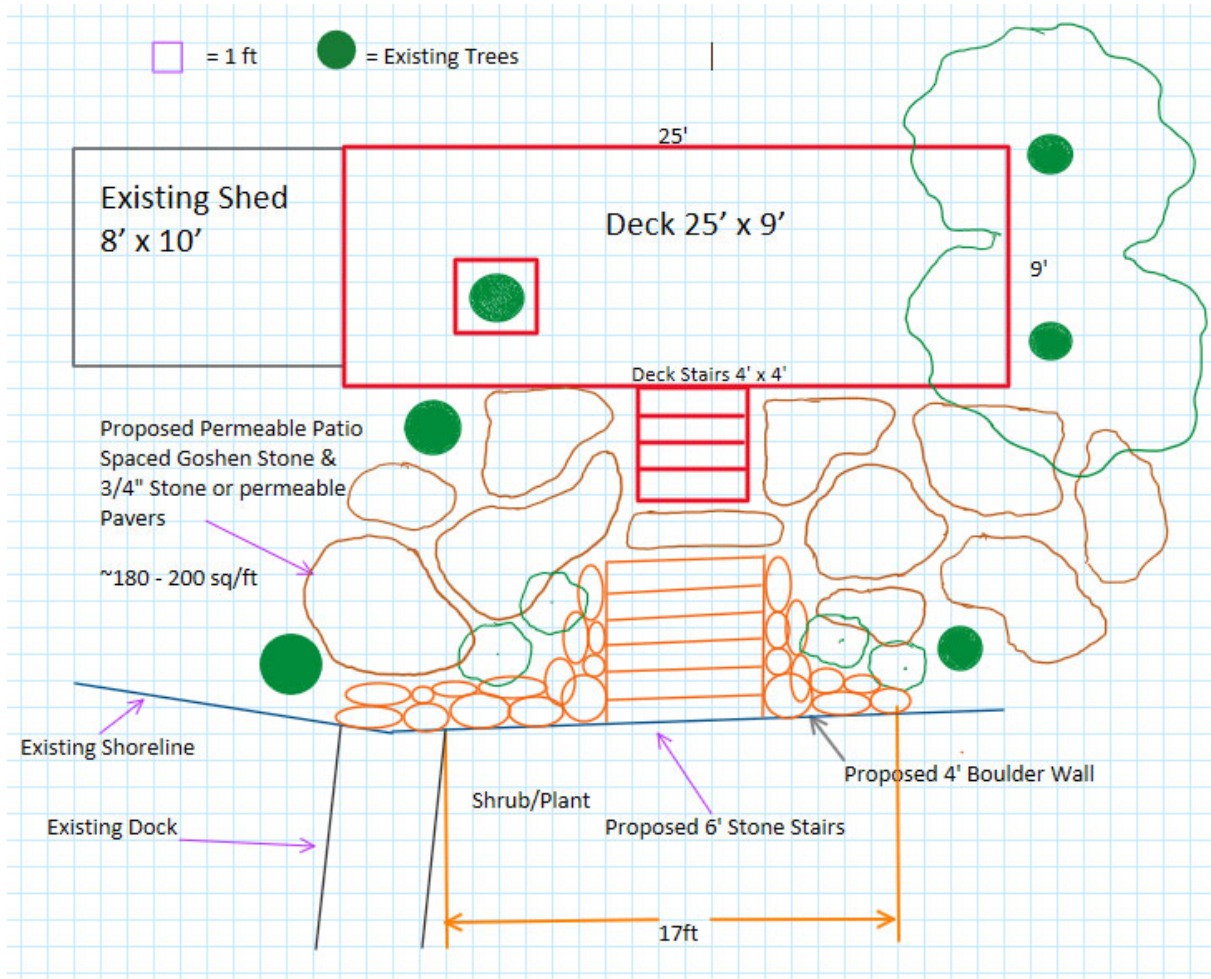 = 1 ft
= Existing Trees
25'
Existing Shed
8' x 10'
Deck 25' x 9'
9'
Deck Stairs 4' x 4'
Proposed Permeable Patio
Spaced Goshen Stone &
3/4" Stone or permeable
Pavers
~180 - 200 sq/ft
Existing Shoreline
Proposed 4' Boulder Wall
Shrub/Plant
Existing Dock
Proposed 6' Stone Stairs
17ft